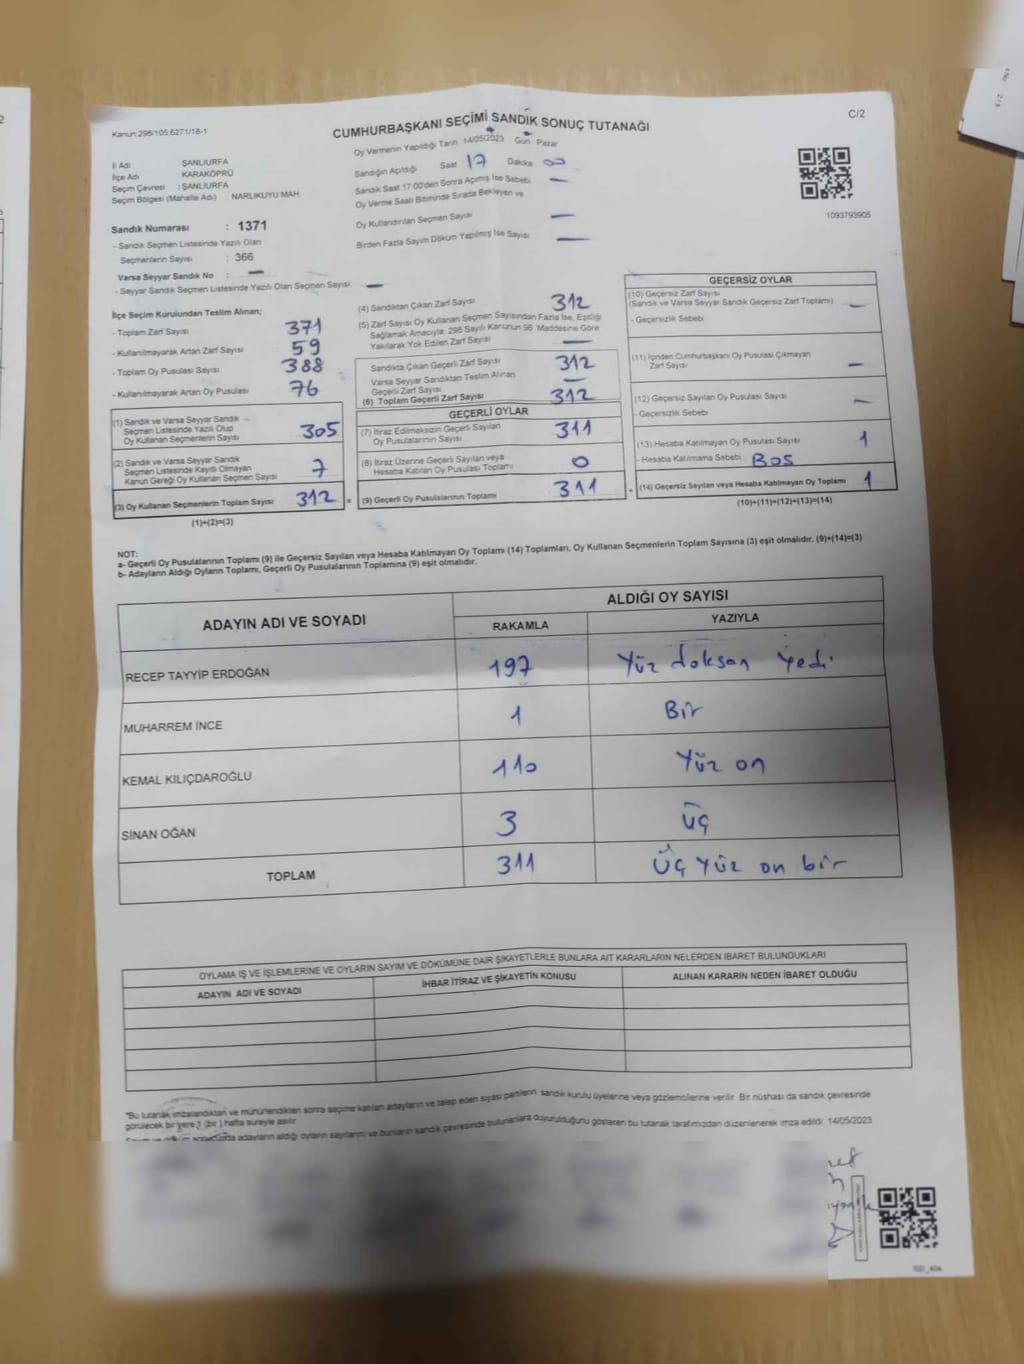 Kanun:298/105;6271/18-1
CUMHURBAŞKANI SEÇİMİ SANDIK SONUÇ TUTANAĞI
C/2
Oy Vermenin Yapıldığı Tarih 14/05/2023 Gün Pazar
İl Adı ŞANLIURFA
İlçe Adı KARAKÖPRÜ
Seçim Çevresi : ŞANLIURFA
Seçim Bölgesi (Mahalle Adı) : NARLIKUYU MAH.
Sandığın Açıldığı Saat 17 Dakika 00
Sandık Saat 17:00'den Sonra Açılmış İse Sebebi —
Oy Verme Saati Bitiminde Sırada Bekleyen ve
Oy Kullandırılan Seçmen Sayısı —
Birden Fazla Sayım Döküm Yapılmış İse Sayısı —
1093793905
Sandık Numarası : 1371
- Sandık Seçmen Listesinde Yazılı Olan
Seçmenlerin Sayısı : 366
Varsa Seyyar Sandık No : —
- Seyyar Sandık Seçmen Listesinde Yazılı Olan Seçmen Sayısı —
İlçe Seçim Kurulundan Teslim Alınan;
- Toplam Zarf Sayısı 371
- Kullanılmayarak Artan Zarf Sayısı 59
- Toplam Oy Pusulası Sayısı 388
- Kullanılmayarak Artan Oy Pusulası 76
(1) Sandık ve Varsa Seyyar Sandık
Seçmen Listesinde Yazılı Olup
Oy Kullanan Seçmenlerin Sayısı 305
(2) Sandık ve Varsa Seyyar Sandık
Seçmen Listesinde Kaydı Olmayan
Kanun Gereği Oy Kullanan Seçmen Sayısı 7
(3) Oy Kullanan Seçmenlerin Toplam Sayısı 312 =
(1)+(2)=(3)
(4) Sandıktan Çıkan Zarf Sayısı 312
(5) Zarf Sayısı Oy Kullanan Seçmen Sayısından Fazla İse, Eşitliği
Sağlamak Amacıyla; 298 Sayılı Kanunun 98. Maddesine Göre
Yakılarak Yok Edilen Zarf Sayısı —
Sandıkta Çıkan Geçerli Zarf Sayısı 312
Varsa Seyyar Sandıktan Teslim Alınan
Geçerli Zarf Sayısı —
(6) Toplam Geçerli Zarf Sayısı 312
GEÇERLİ OYLAR
(7) İtiraz Edilmeksizin Geçerli Sayılan
Oy Pusulalarının Sayısı 311
(8) İtiraz Üzerine Geçerli Sayılan veya
Hesaba Katılan Oy Pusulası Toplamı 0
(9) Geçerli Oy Pusulalarının Toplamı 311 +
GEÇERSİZ OYLAR
(10) Geçersiz Zarf Sayısı
(Sandık ve Varsa Seyyar Sandık Geçersiz Zarf Toplamı) —
- Geçersizlik Sebebi
(11) İçinden Cumhurbaşkanı Oy Pusulası Çıkmayan
Zarf Sayısı —
(12) Geçersiz Sayılan Oy Pusulası Sayısı —
- Geçersizlik Sebebi
(13) Hesaba Katılmayan Oy Pusulası Sayısı 1
- Hesaba Katılmama Sebebi BOS
(14) Geçersiz Sayılan veya Hesaba Katılmayan Oy Toplamı 1
(10)+(11)+(12)+(13)=(14)
NOT:
a- Geçerli Oy Pusulalarının Toplamı (9) ile Geçersiz Sayılan veya Hesaba Katılmayan Oy Toplamı (14) Toplamları, Oy Kullanan Seçmenlerin Toplam Sayısına (3) eşit olmalıdır. (9)+(14)=(3)
b- Adayların Aldığı Oyların Toplamı, Geçerli Oy Pusulalarının Toplamına (9) eşit olmalıdır.
ADAYIN ADI VE SOYADI
ALDIĞI OY SAYISI
RAKAMLA YAZIYLA
RECEP TAYYİP ERDOĞAN 197 Yüz doksan Yedi
MUHARREM İNCE 1 Bir
KEMAL KILIÇDAROĞLU 110 Yüz on
SİNAN OĞAN 3 üç
TOPLAM 311 üç Yüz on bir
OYLAMA İŞ VE İŞLEMLERİNE VE OYLARIN SAYIM VE DÖKÜMÜNE DAİR ŞİKAYETLERLE BUNLARA AİT KARARLARIN NELERDEN İBARET BULUNDUKLARI
ADAYIN ADI VE SOYADI İHBAR İTİRAZ VE ŞİKAYETİN KONUSU ALINAN KARARIN NEDEN İBARET OLDUĞU
"Bu tutanak imzalandıktan ve mühürlendikten sonra seçime katılan adayların ve talep eden siyasi partilerin, sandık kurulu üyelerine veya gözlemcilerine verilir. Bir nüshası da sandık çevresinde
görülecek bir yere 1 (bir ) hafta süreyle asılır.
adayların aldığı oyların sayılarını ve bunların sandık çevresinde bulunanlara duyurulduğunu gösteren bu tutanak tarafımızdan düzenlenerek imza edildi. 14/05/2023